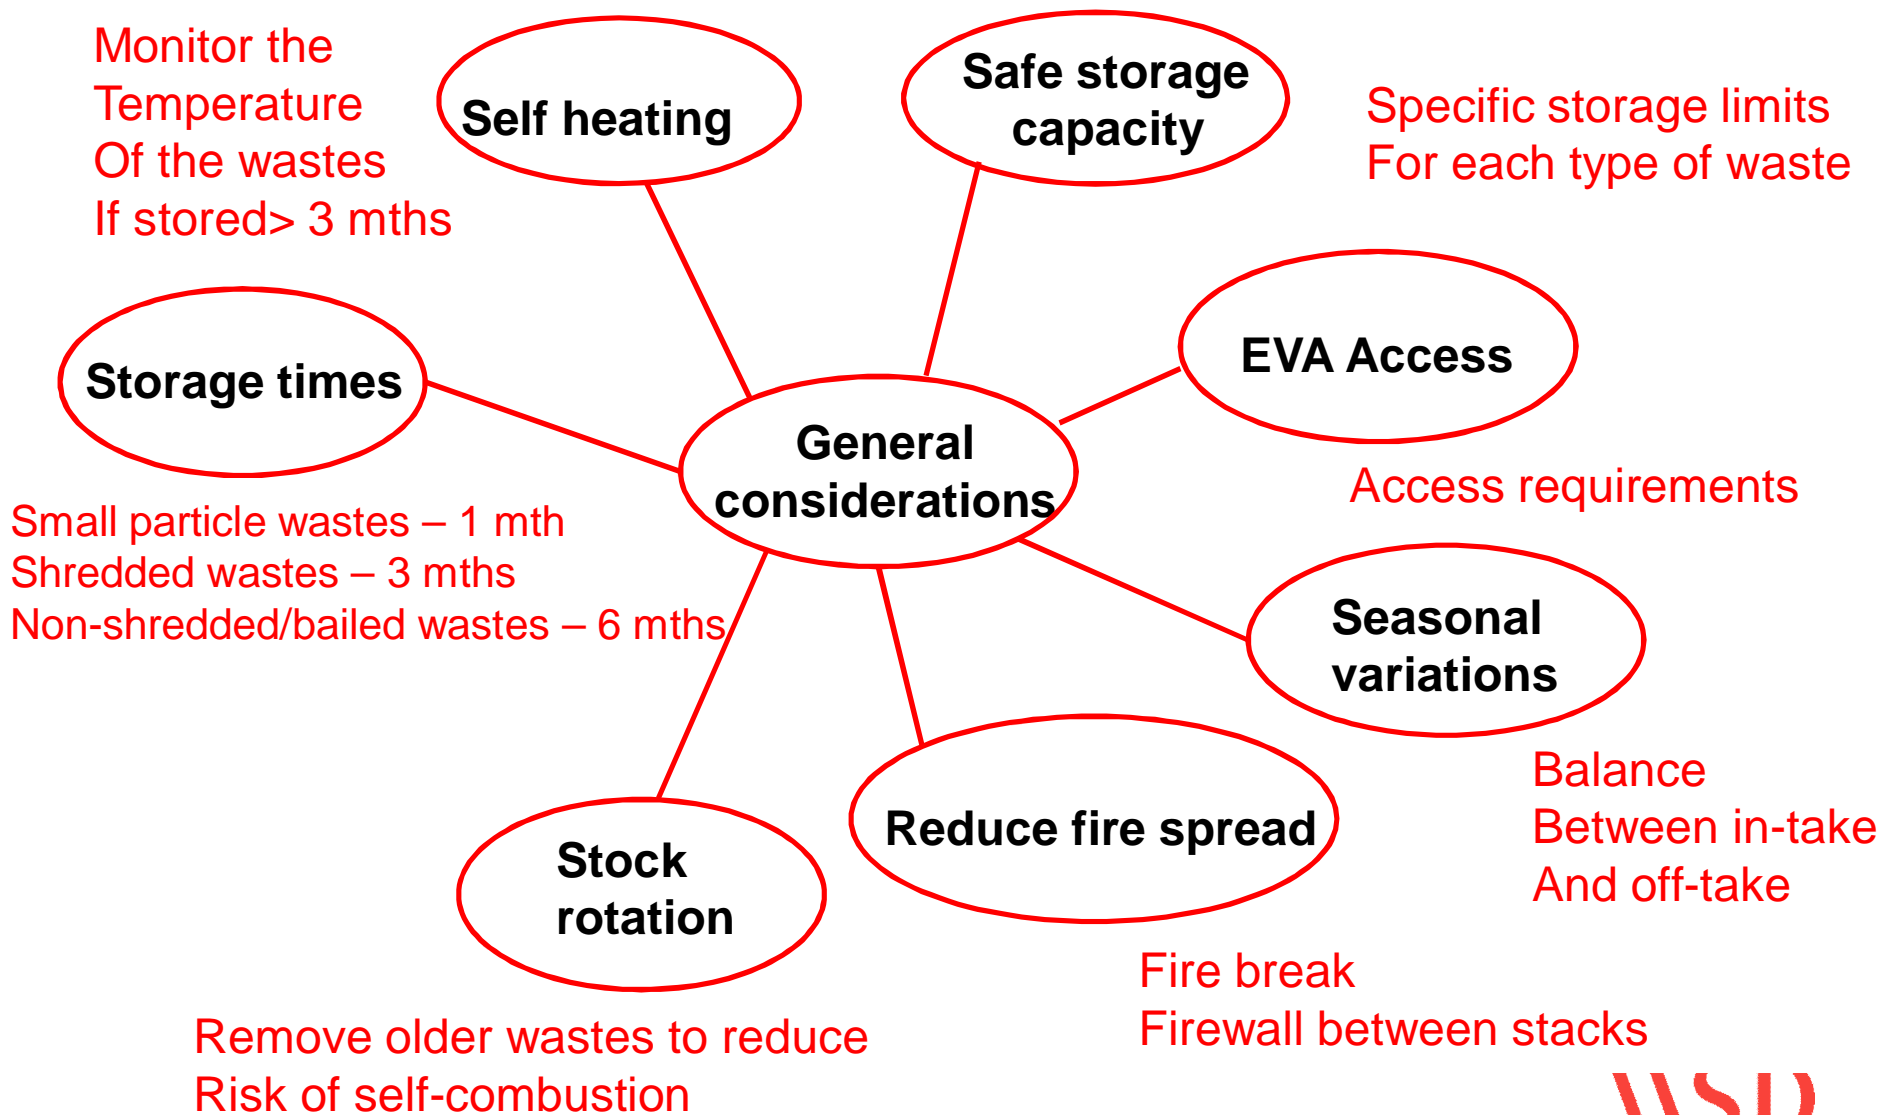 Monitor the
Temperature
Of the wastes
If stored> 3 mths
Self heating
Safe storage
capacity
Specific storage limits
For each type of waste
Storage times
EVA Access
General
considerations
Access requirements
Small particle wastes – 1 mth
Shredded wastes – 3 mths
Non-shredded/bailed wastes – 6 mths
Seasonal
variations
Balance
Between in-take
And off-take
Reduce fire spread
Stock
rotation
Fire break
Firewall between stacks
Remove older wastes to reduce
Risk of self-combustion